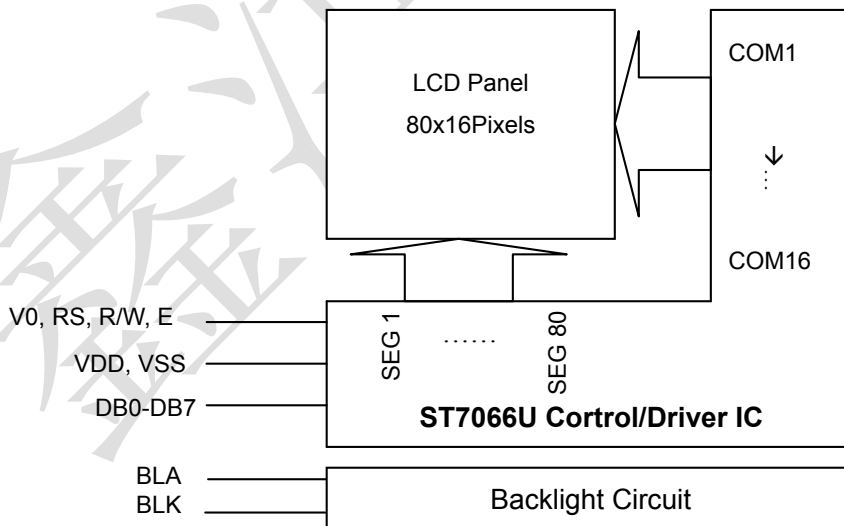 LCD Panel
80x16Pixels
COM1
COM16
V0, RS, R/W, E
VDD, VSS
DB0-DB7
SEG 1
......
SEG 80
ST7066U Cortrol/Driver IC
BLA
BLK
Backlight Circuit